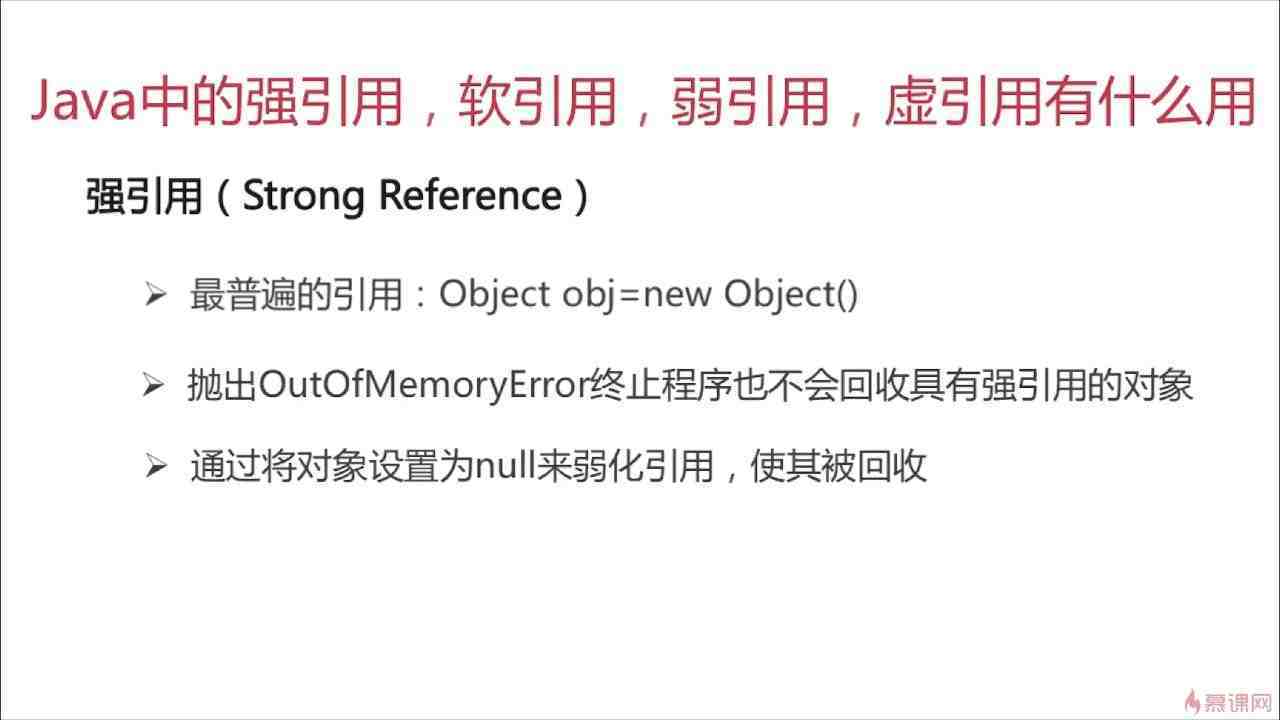 Java中的强引用，软引用，弱引用，虚引用有什么用
强引用（Strong Reference）
➢ 最普遍的引用：Object obj=new Object()
➢ 抛出OutOfMemoryError终止程序也不会回收具有强引用的对象
➢ 通过将对象设置为null来弱化引用，使其被回收
慕课网